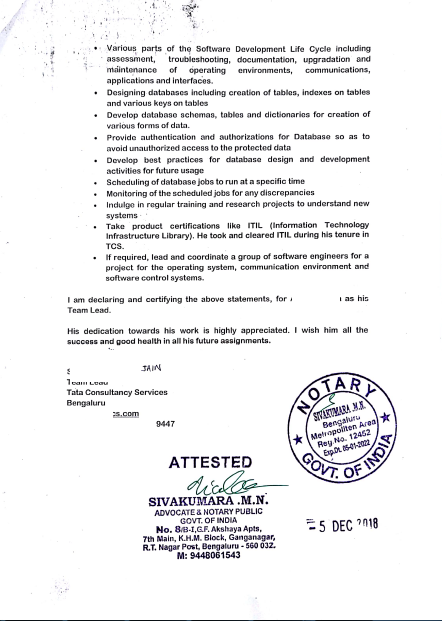 • Various parts of the Software Development Life Cycle including
assessment, troubleshooting, documentation, upgradation and
maintenance of operating environments, communications,
applications and interfaces.
• Designing databases including creation of tables, indexes on tables
and various keys on tables
• Develop database schemas, tables and dictionaries for creation of
various forms of data.
• Provide authentication and authorizations for Database so as to
avoid unauthorized access to the protected data
• Develop best practices for database design and development
activities for future usage
• Scheduling of database jobs to run at a specific time
• Monitoring of the scheduled jobs for any discrepancies
• Indulge in regular training and research projects to understand new
systems
• Take product certifications like ITIL (Information Technology
Infrastructure Library). He took and cleared ITIL during his tenure in
TCS.
• If required, lead and coordinate a group of software engineers for a
project for the operating system, communication environment and
software control systems.
I am declaring and certifying the above statements, for as his
Team Lead.
His dedication towards his work is highly appreciated. I wish him all the
success and good health in all his future assignments.
JAIN
Team Lead
Tata Consultancy Services
Bengaluru
cs.com
9447
NOTARY
SIVAKUMARA .M.N.
Bengaluru
Metropoliten Area
Reg.No. 12452
Exp.Dt. 05-01-2022
GOVT. OF INDIA
ATTESTED
SIVAKUMARA .M.N.
ADVOCATE & NOTARY PUBLIC
GOVT. OF INDIA
No. 8/B-I,G.F. Akshaya Apts,
7th Main, K.H.M. Block, Ganganagar,
R.T. Nagar Post, Bengaluru - 560 032.
M: 9448061543
5 DEC 2018